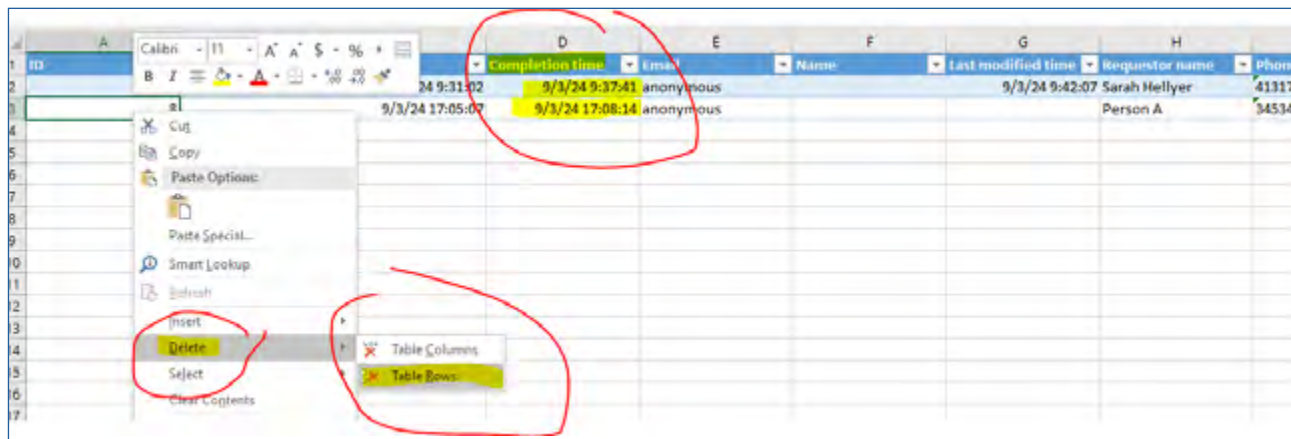 A D E F G H
Calibri 11 A A $ % ,
B I A
1 ID Completion time Email Name Last modified time Requestor name Phon
2 24 9:31:02 9/3/24 9:37:41 anonymous 9/3/24 9:42:07 Sarah Hellyer 41317
8 9/3/24 17:05:07 9/3/24 17:08:14 anonymous Person A 34534
4
Cut
5 Copy
6 Paste Options:
7
8
Paste Special...
9
10 Smart Lookup
11 Refresh
12 Insert
13
14 Delete Table Columns
15 Select Table Rows
16 Clear Contents
17